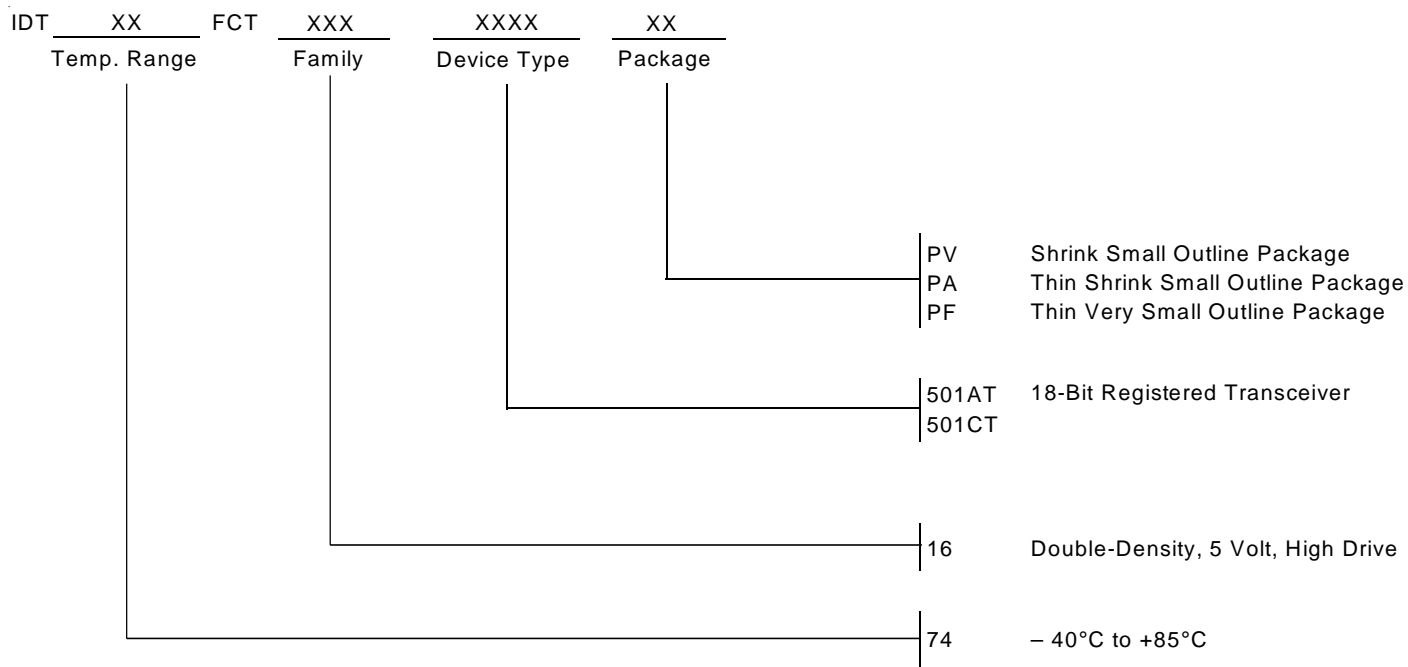 IDT XX FCT XXX XXXX XX
Temp. Range Family Device Type Package
PV Shrink Small Outline Package
PA Thin Shrink Small Outline Package
PF Thin Very Small Outline Package
501AT 18-Bit Registered Transceiver
501CT
16 Double-Density, 5 Volt, High Drive
74 – 40°C to +85°C